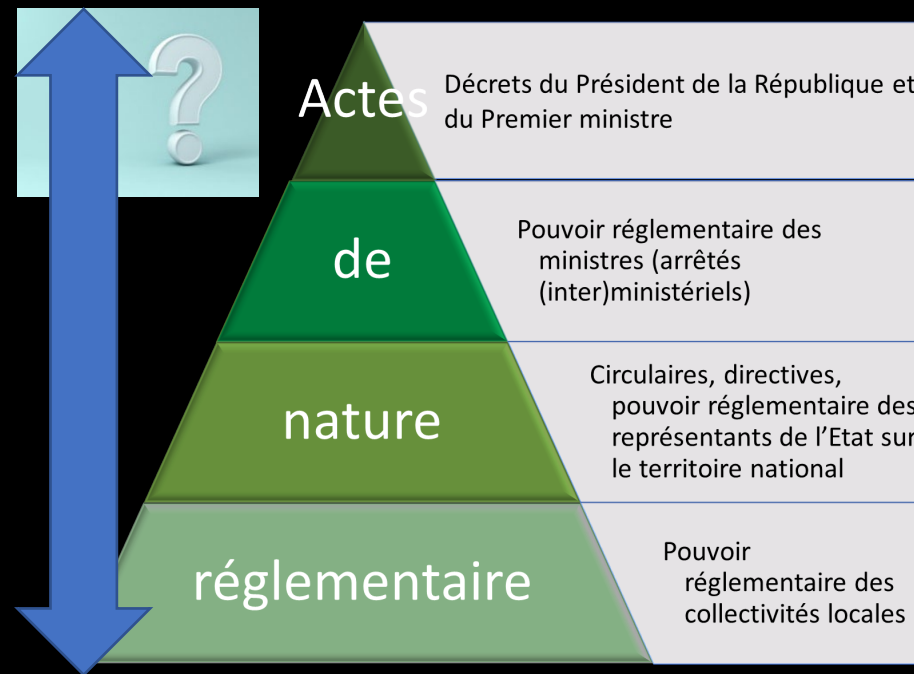 Actes
Décrets du Président de la République et
du Premier ministre
de
Pouvoir réglementaire des
ministres (arrêtés
(inter)ministériels)
nature
Circulaires, directives,
pouvoir réglementaire des
représentants de l’Etat sur
le territoire national
réglementaire
Pouvoir
réglementaire des
collectivités locales
?